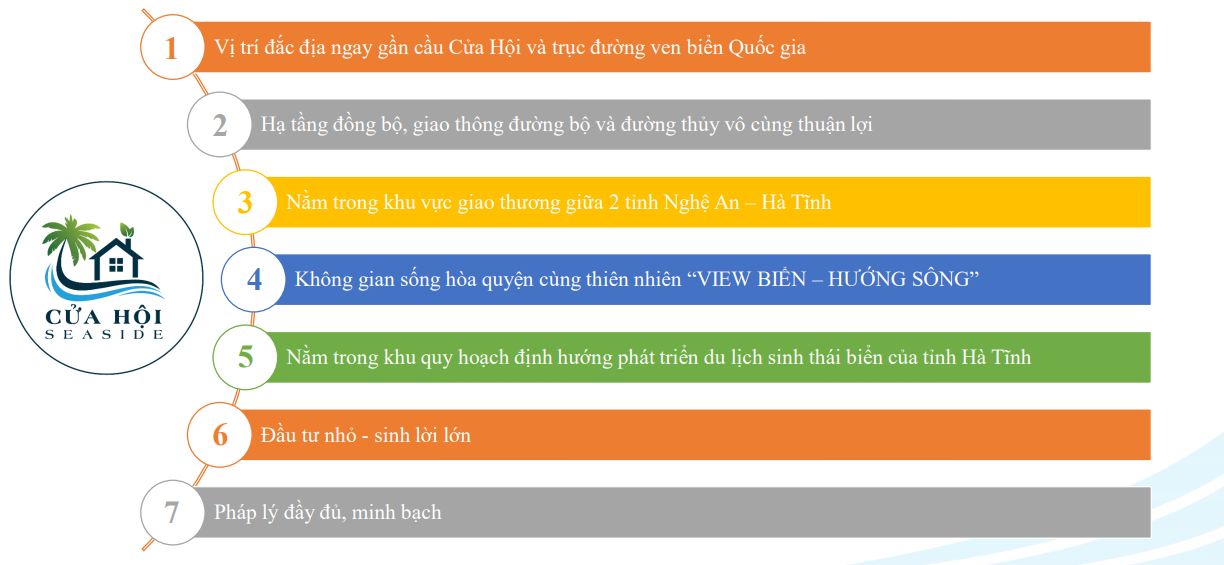 1
Vị trí đắc địa ngay gần cầu Cửa Hội và trục đường ven biển Quốc gia
2
Hạ tầng đồng bộ, giao thông đường bộ và đường thủy vô cùng thuận lợi
3
Nằm trong khu vực giao thương giữa 2 tỉnh Nghệ An – Hà Tĩnh
4
Không gian sống hòa quyện cùng thiên nhiên “VIEW BIỂN – HƯỚNG SÔNG”
5
Nằm trong khu quy hoạch định hướng phát triển du lịch sinh thái biển của tỉnh Hà Tĩnh
6
Đầu tư nhỏ - sinh lời lớn
7
Pháp lý đầy đủ, minh bạch
CỬA HỘI
SEASIDE